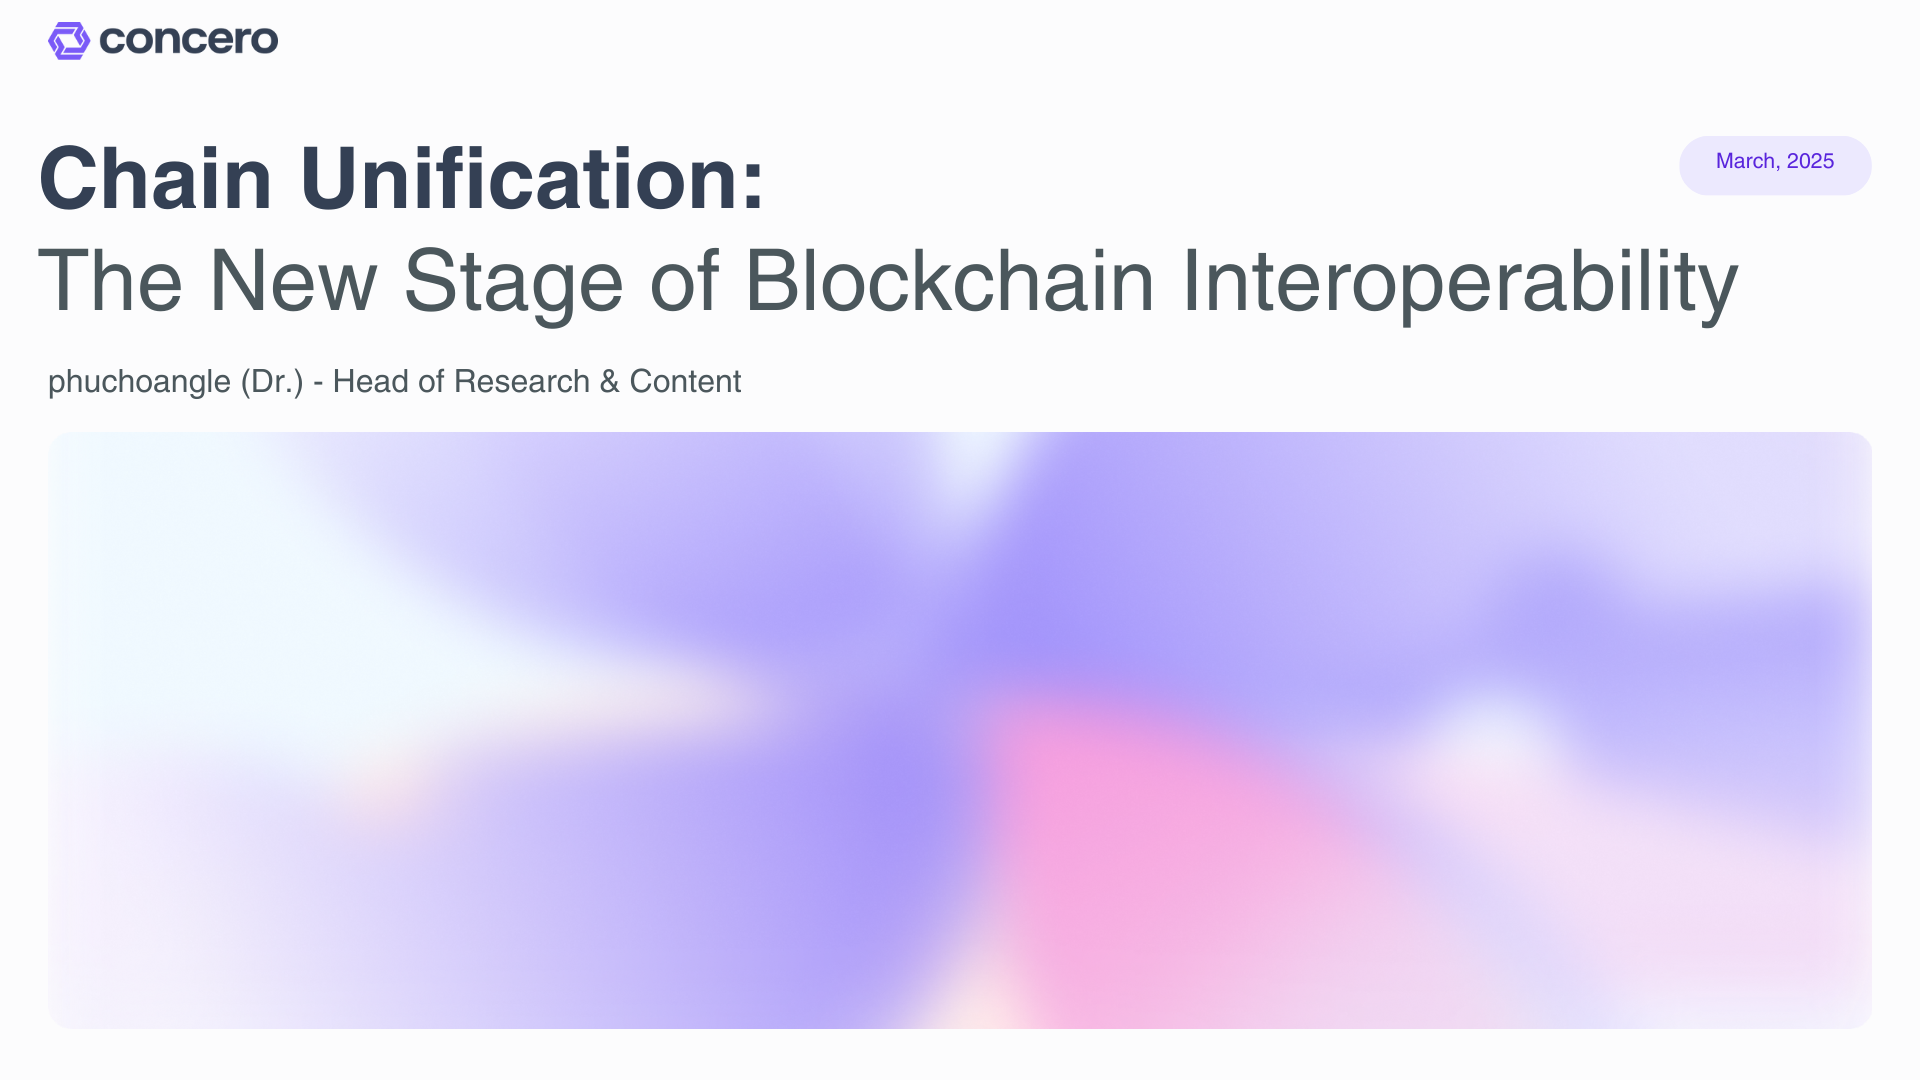 concero
Chain Unification:
March, 2025
The New Stage of Blockchain Interoperability
phuchoangle (Dr.) - Head of Research & Content